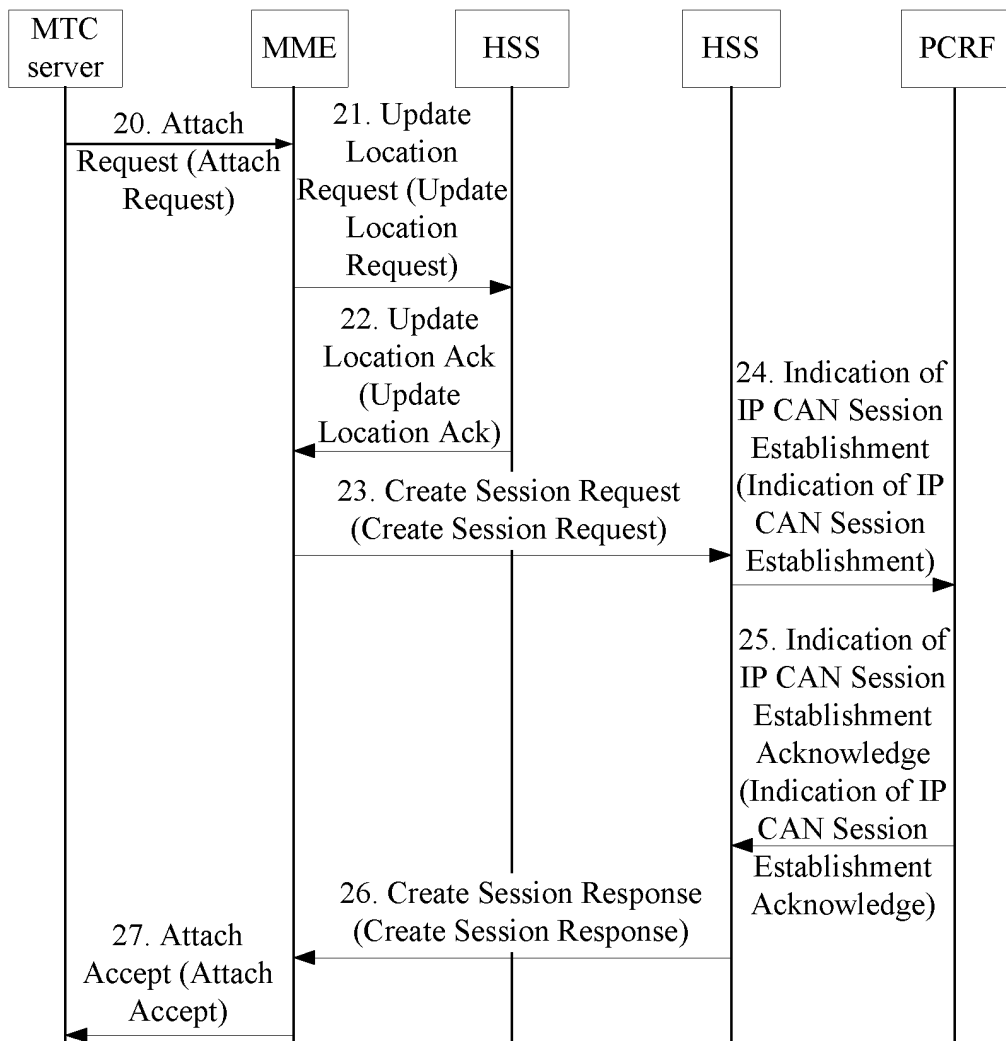 MTC
server
MME
HSS
HSS
PCRF
20. Attach
Request (Attach
Request)
21. Update
Location
Request (Update
Location
Request)
22. Update
Location Ack
(Update
Location Ack)
23. Create Session Request
(Create Session Request)
24. Indication of
IP CAN Session
Establishment
(Indication of IP
CAN Session
Establishment)
25. Indication of
IP CAN Session
Establishment
Acknowledge
(Indication of IP
CAN Session
Establishment
Acknowledge)
26. Create Session Response
(Create Session Response)
27. Attach
Accept (Attach
Accept)